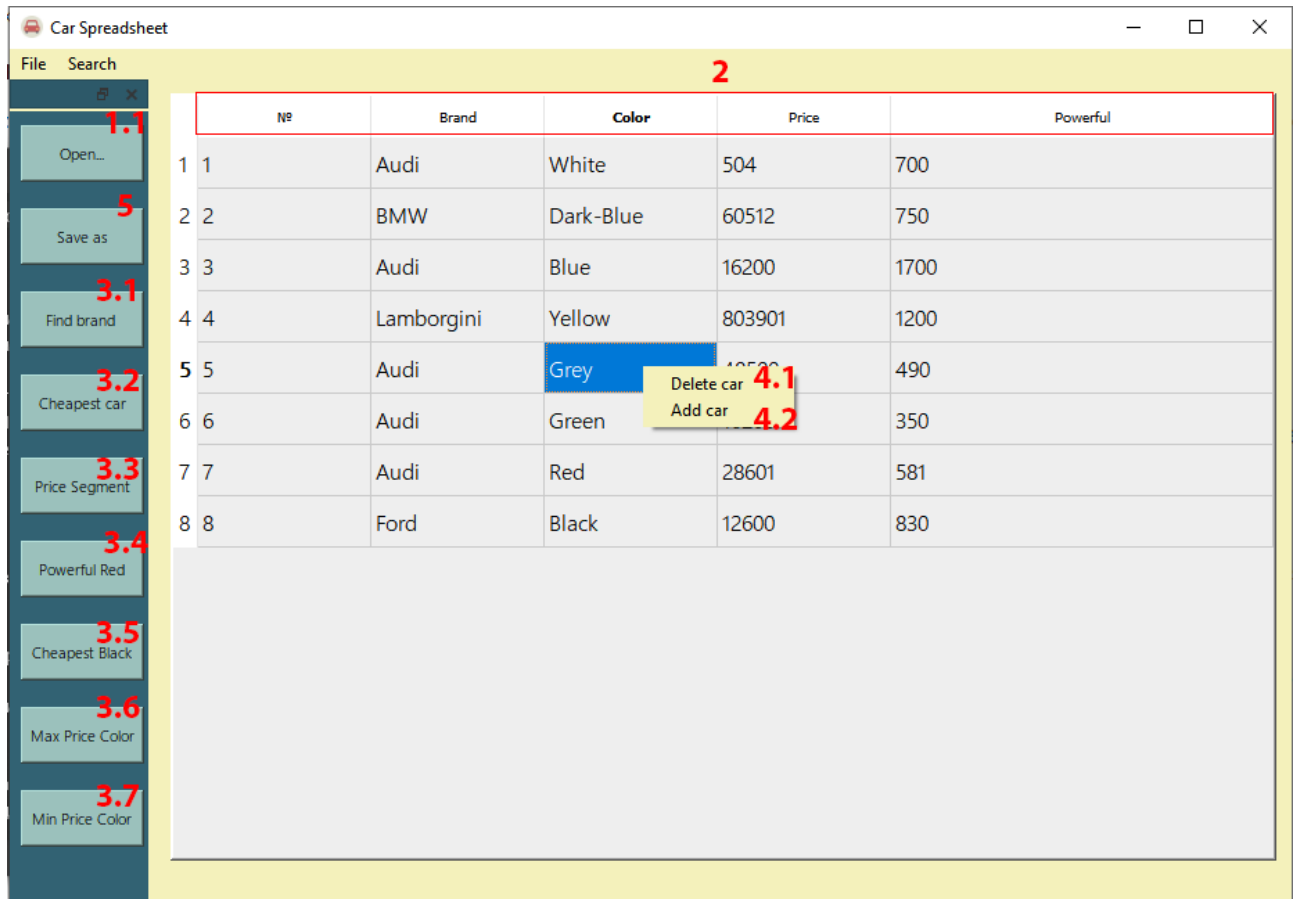 Car Spreadsheet
File Search
2
1.1
Open...
5
Save as
3.1
Find brand
3.2
Cheapest car
3.3
Price Segment
3.4
Powerful Red
3.5
Cheapest Black
3.6
Max Price Color
3.7
Min Price Color
№ Brand Color Price Powerful
1 1 Audi White 504 700
2 2 BMW Dark-Blue 60512 750
3 3 Audi Blue 16200 1700
4 4 Lamborgini Yellow 803901 1200
5 5 Audi Grey 490
Delete car 4.1
Add car 4.2
6 6 Audi Green 350
7 7 Audi Red 28601 581
8 8 Ford Black 12600 830